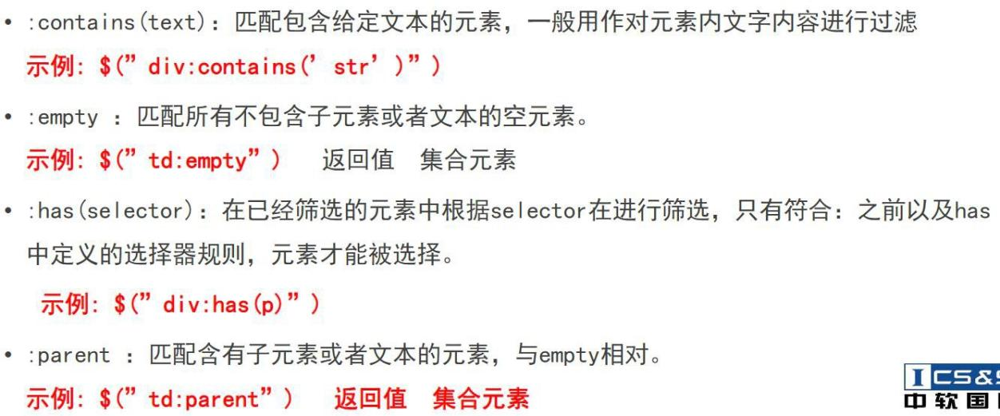 • :contains(text)：匹配包含给定文本的元素，一般用作对元素内文字内容进行过滤
示例：$(”div:contains(’str’)”)
• :empty ：匹配所有不包含子元素或者文本的空元素。
示例：$(”td:empty”) 返回值 集合元素
• :has(selector)：在已经筛选的元素中根据selector在进行筛选，只有符合：之前以及has
中定义的选择器规则，元素才能被选择。
示例：$(”div:has(p)”)
• :parent ：匹配含有子元素或者文本的元素，与empty相对。
示例：$(”td:parent”) 返回值 集合元素
ICS&S
中软国